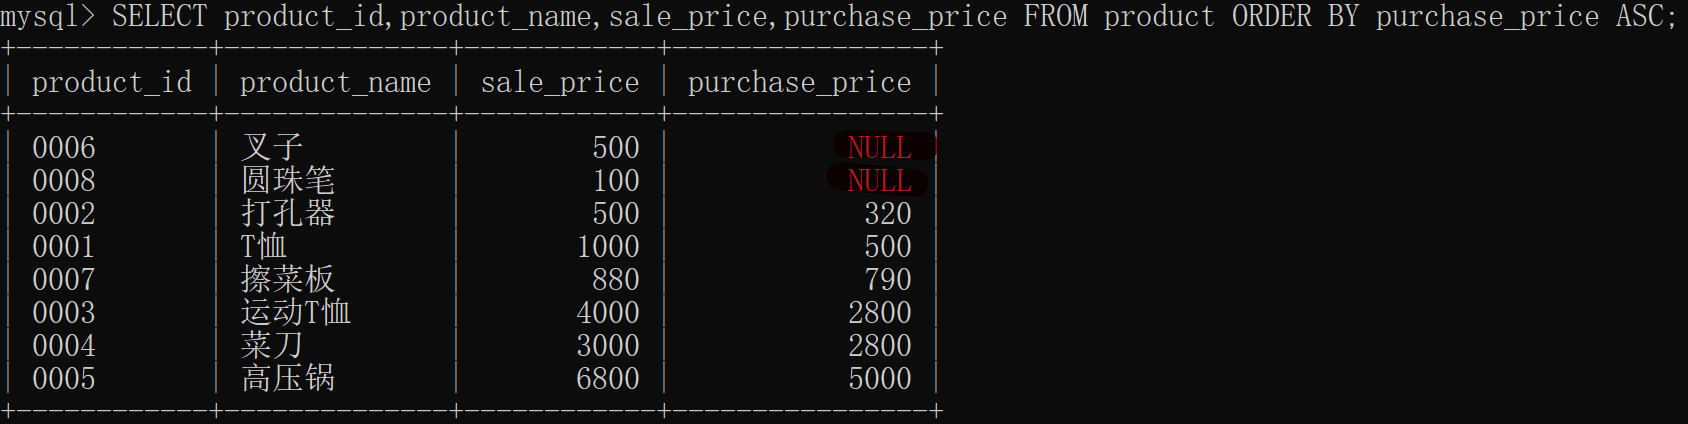 mysql> SELECT product_id,product_name,sale_price,purchase_price FROM product ORDER BY purchase_price ASC;
+------------+--------------+------------+----------------+
| product_id | product_name | sale_price | purchase_price |
+------------+--------------+------------+----------------+
| 0006 | 叉子 | 500 | NULL |
| 0008 | 圆珠笔 | 100 | NULL |
| 0002 | 打孔器 | 500 | 320 |
| 0001 | T恤 | 1000 | 500 |
| 0007 | 擦菜板 | 880 | 790 |
| 0003 | 运动T恤 | 4000 | 2800 |
| 0004 | 菜刀 | 3000 | 2800 |
| 0005 | 高压锅 | 6800 | 5000 |
+------------+--------------+------------+----------------+